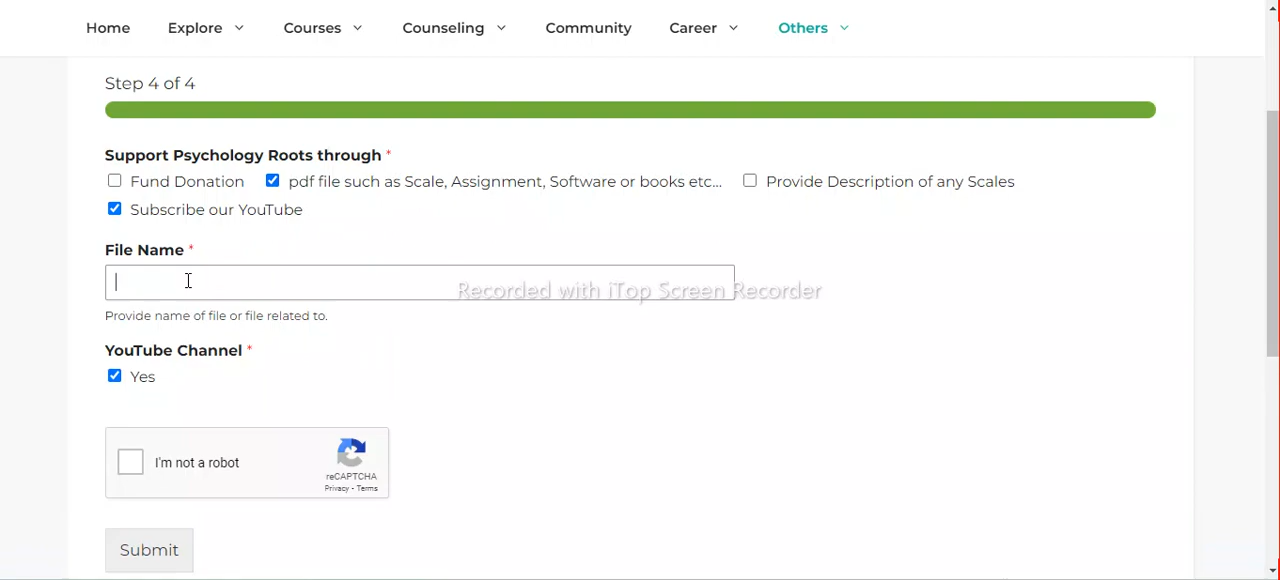 Home Explore Courses Counseling Community Career Others
Step 4 of 4
Support Psychology Roots through *
Fund Donation pdf file such as Scale, Assignment, Software or books etc... Provide Description of any Scales
Subscribe our YouTube
File Name *
Recorded with iTop Screen Recorder
Provide name of file or file related to.
YouTube Channel *
Yes
I'm not a robot
reCAPTCHA
Privacy - Terms
Submit